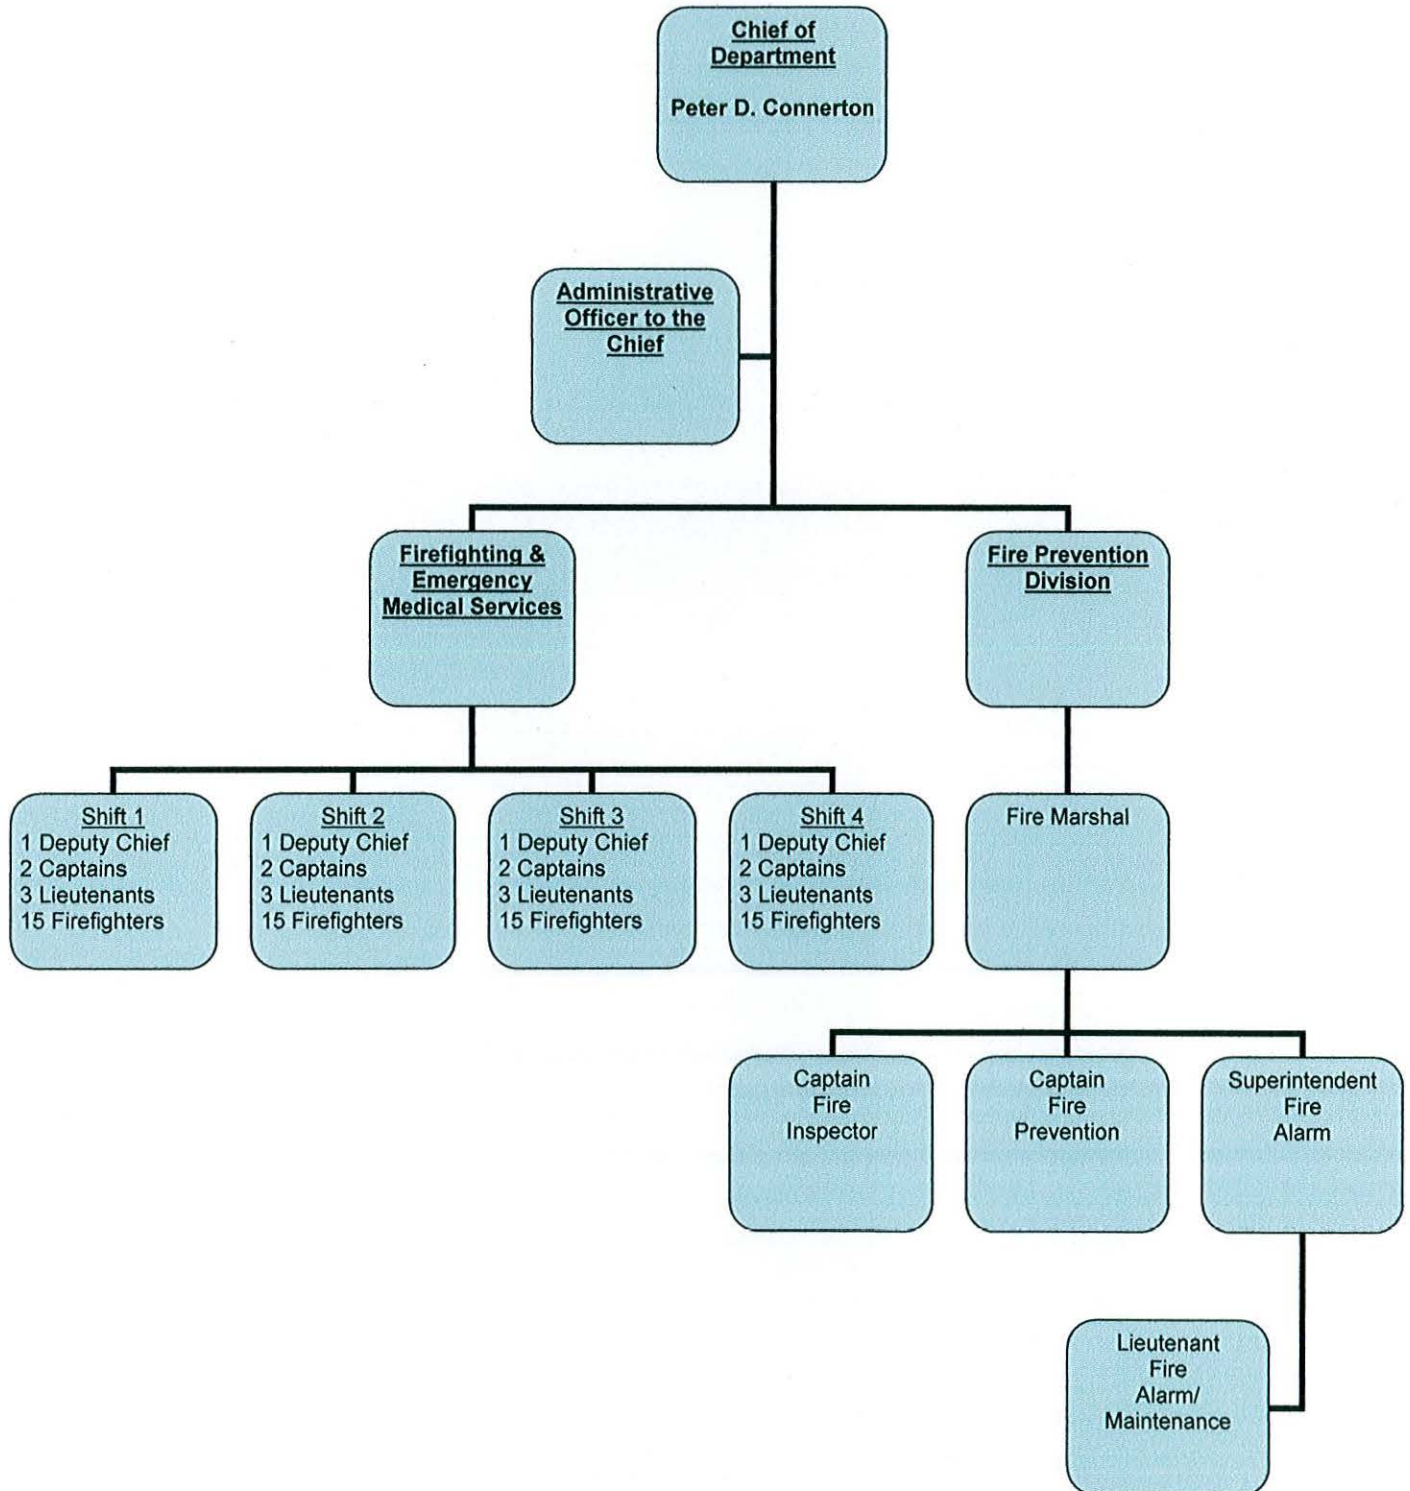 Chief of
Department
Peter D. Connerton
Administrative
Officer to the
Chief
Firefighting &
Emergency
Medical Services
Fire Prevention
Division
Shift 1
1 Deputy Chief
2 Captains
3 Lieutenants
15 Firefighters
Shift 2
1 Deputy Chief
2 Captains
3 Lieutenants
15 Firefighters
Shift 3
1 Deputy Chief
2 Captains
3 Lieutenants
15 Firefighters
Shift 4
1 Deputy Chief
2 Captains
3 Lieutenants
15 Firefighters
Fire Marshal
Captain
Fire
Inspector
Captain
Fire
Prevention
Superintendent
Fire
Alarm
Lieutenant
Fire
Alarm/
Maintenance